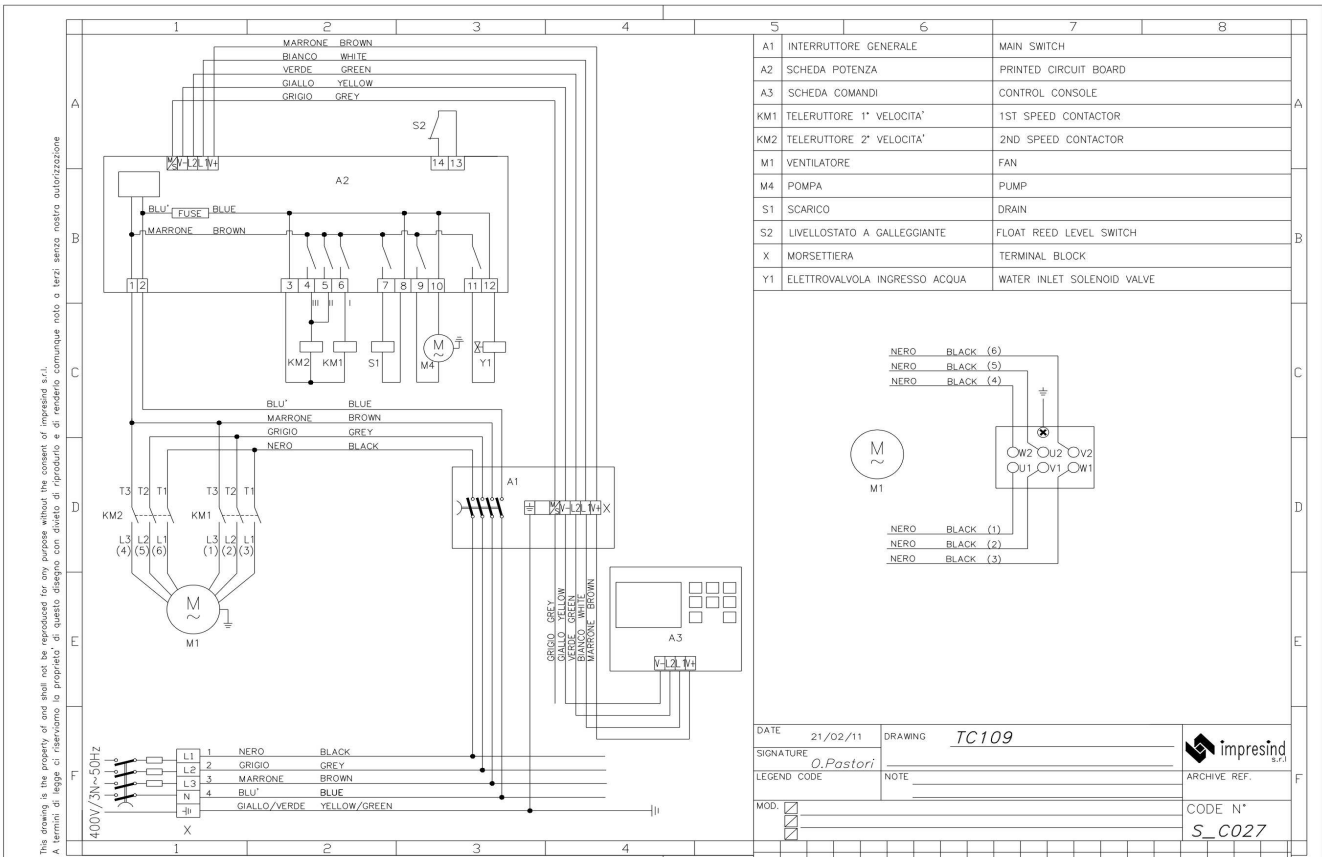 1 2 3 4 5 6 7 8
A
B
C
D
E
F
This drawing is the property of and shall not be reproduced for any purpose without the consent of impresind s.r.l.
A termini di legge ci riserviamo la proprieta' di questo disegno con divieto di riprodurlo e di renderlo comunque noto a terzi senza nostra autorizzazione
MARRONE BROWN
BIANCO WHITE
VERDE GREEN
GIALLO YELLOW
GRIGIO GREY
S2
M/S V- L2 L1 V+
14 13
A2
BLU' FUSE BLUE
MARRONE BROWN
1 2 3 4 5 6 7 8 9 10 11 12
III II I
KM2 KM1 S1 M4 Y1
M
~
BLU' BLUE
MARRONE BROWN
GRIGIO GREY
NERO BLACK
A1
T3 T2 T1 T3 T2 T1
KM2 KM1
M/S V- L2 L1 V+ X
L3 L2 L1 L3 L2 L1
(4) (5) (6) (1) (2) (3)
M
~
M1
GRIGIO GREY
GIALLO YELLOW
VERDE GREEN
BIANCO WHITE
MARRONE BROWN
A3
V- L2 L1 V+
400V/3N~50Hz
L1 1 NERO BLACK
L2 2 GRIGIO GREY
L3 3 MARRONE BROWN
N 4 BLU' BLUE
GIALLO/VERDE YELLOW/GREEN
X
A1 INTERRUTTORE GENERALE MAIN SWITCH
A2 SCHEDA POTENZA PRINTED CIRCUIT BOARD
A3 SCHEDA COMANDI CONTROL CONSOLE
KM1 TELERUTTORE 1° VELOCITA' 1ST SPEED CONTACTOR
KM2 TELERUTTORE 2° VELOCITA' 2ND SPEED CONTACTOR
M1 VENTILATORE FAN
M4 POMPA PUMP
S1 SCARICO DRAIN
S2 LIVELLOSTATO A GALLEGGIANTE FLOAT REED LEVEL SWITCH
X MORSETTIERA TERMINAL BLOCK
Y1 ELETTROVALVOLA INGRESSO ACQUA WATER INLET SOLENOID VALVE
NERO BLACK (6)
NERO BLACK (5)
NERO BLACK (4)
M
~
M1
W2 U2 V2
U1 V1 W1
NERO BLACK (1)
NERO BLACK (2)
NERO BLACK (3)
DATE 21/02/11 DRAWING TC109
SIGNATURE O.Pastori
impresind s.r.l
LEGEND CODE NOTE ARCHIVE REF.
MOD. CODE N°
S_C027
A
B
C
D
E
F
1 2 3 4